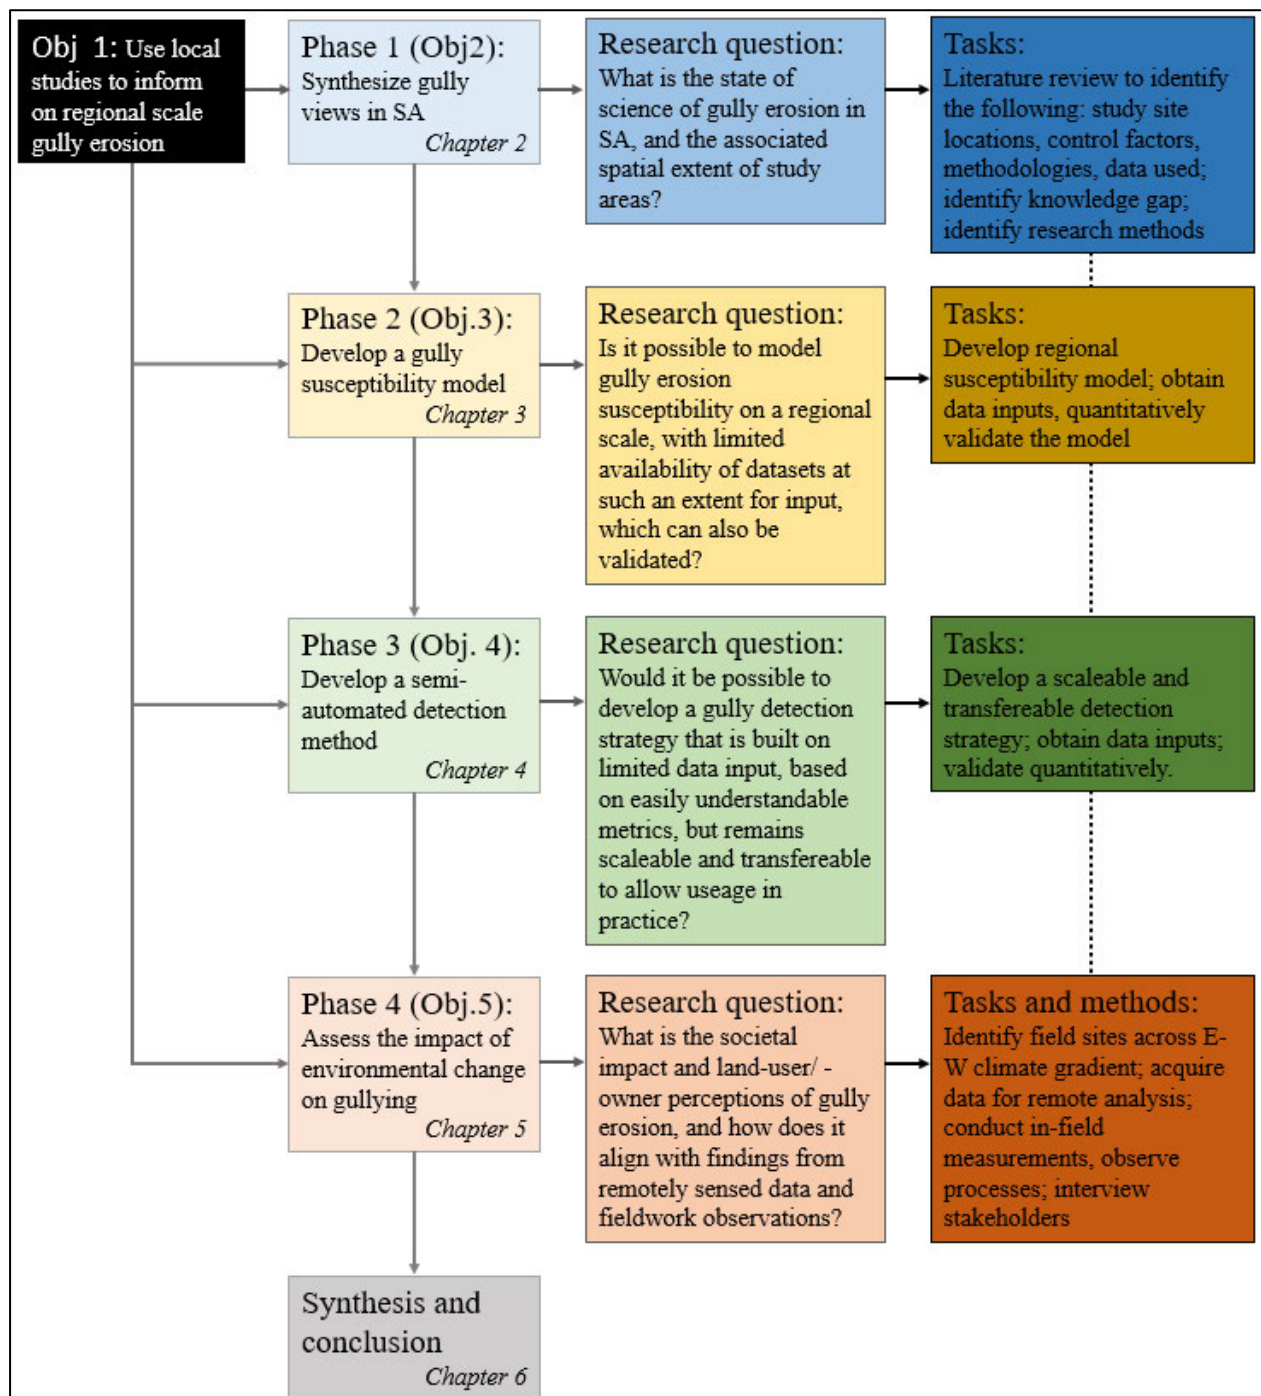 Obj 1: Use local
studies to inform
on regional scale
gully erosion
Phase 1 (Obj2):
Synthesize gully
views in SA
Chapter 2
Research question:
What is the state of
science of gully erosion in
SA, and the associated
spatial extent of study
areas?
Tasks:
Literature review to identify
the following: study site
locations, control factors,
methodologies, data used;
identify knowledge gap;
identify research methods
Phase 2 (Obj.3):
Develop a gully
susceptibility model
Chapter 3
Research question:
Is it possible to model
gully erosion
susceptibility on a regional
scale, with limited
availability of datasets at
such an extent for input,
which can also be
validated?
Tasks:
Develop regional
susceptibility model; obtain
data inputs, quantitatively
validate the model
Phase 3 (Obj. 4):
Develop a semi-
automated detection
method
Chapter 4
Research question:
Would it be possible to
develop a gully detection
strategy that is built on
limited data input, based
on easily understandable
metrics, but remains
scaleable and transfereable
to allow useage in
practice?
Tasks:
Develop a scaleable and
transfereable detection
strategy; obtain data inputs;
validate quantitatively.
Phase 4 (Obj.5):
Assess the impact of
environmental change
on gullying
Chapter 5
Research question:
What is the societal
impact and land-user/ -
owner perceptions of gully
erosion, and how does it
align with findings from
remotely sensed data and
fieldwork observations?
Tasks and methods:
Identify field sites across E-
W climate gradient; acquire
data for remote analysis;
conduct in-field
measurements, observe
processes; interview
stakeholders
Synthesis and
conclusion
Chapter 6